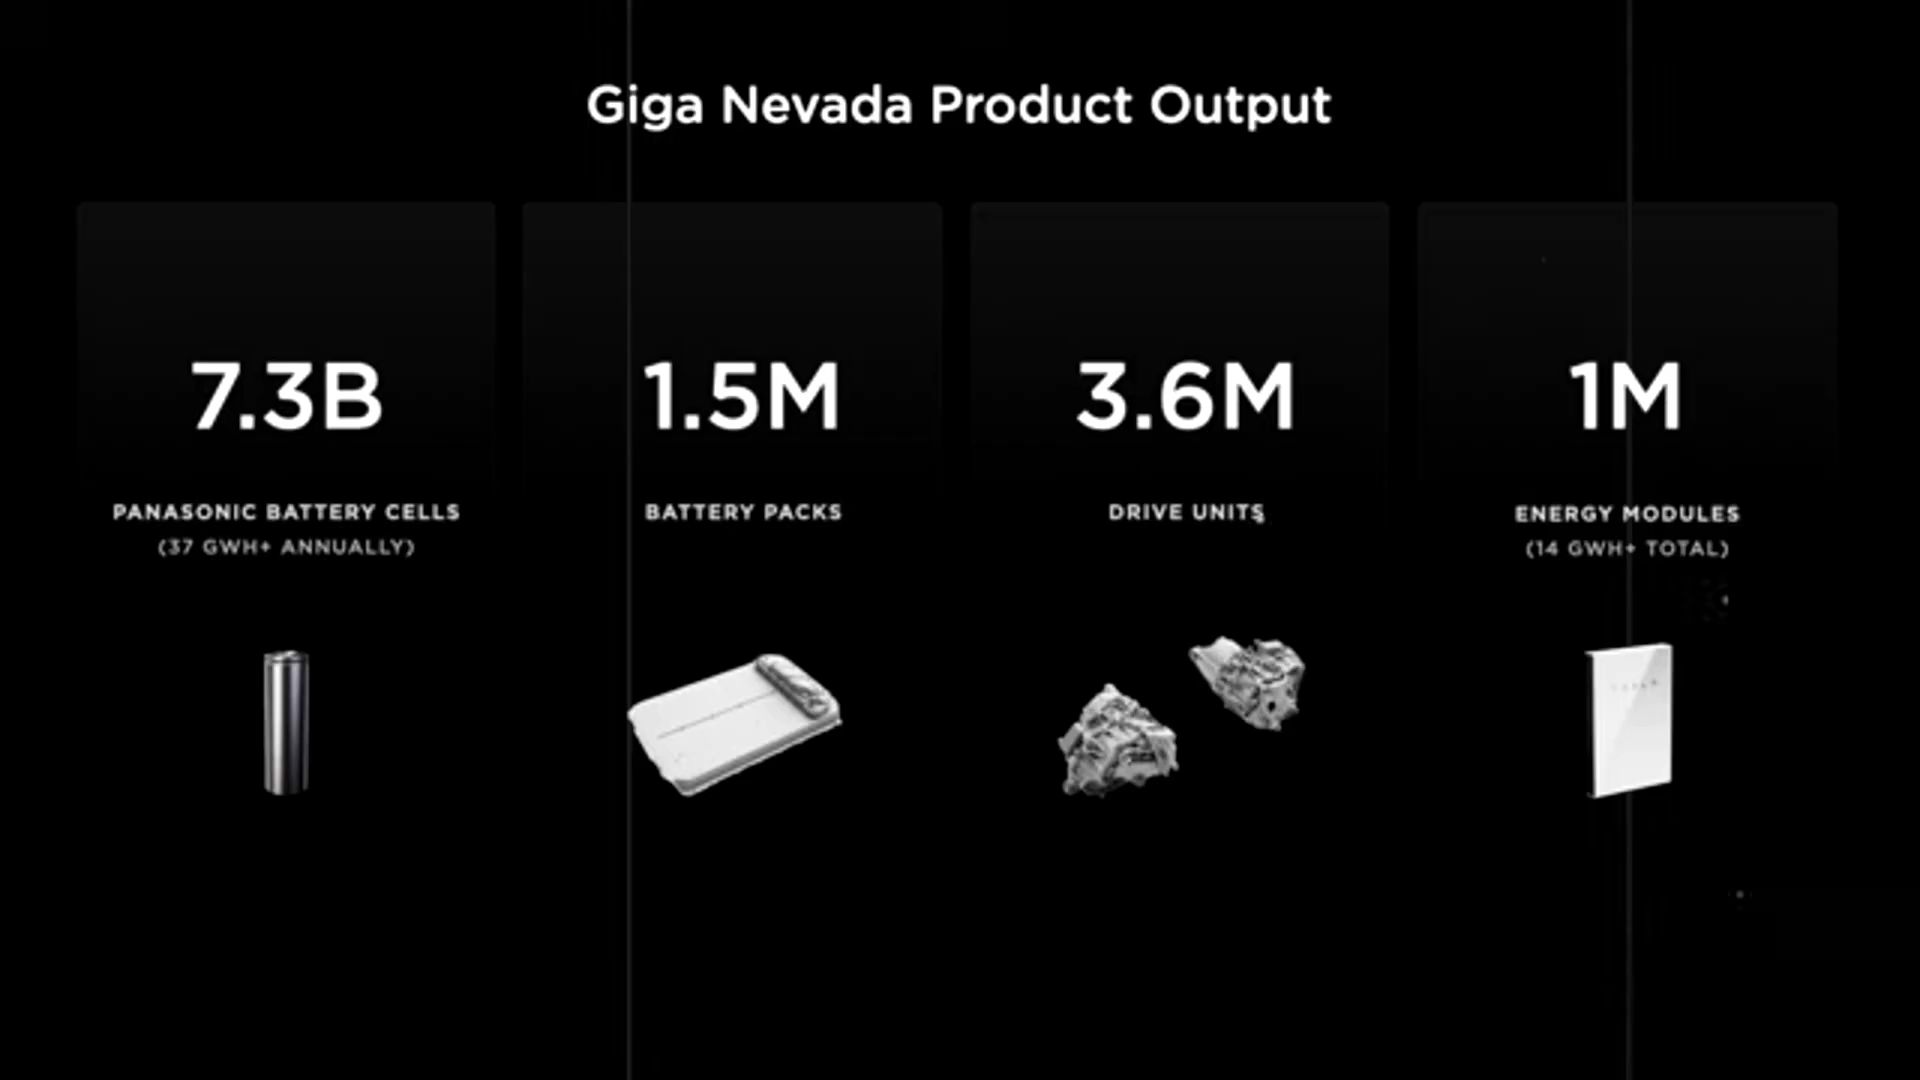 Giga Nevada Product Output
7.3B
PANASONIC BATTERY CELLS
(37 GWH+ ANNUALLY)
1.5M
BATTERY PACKS
3.6M
DRIVE UNITS
1M
ENERGY MODULES
(14 GWH+ TOTAL)